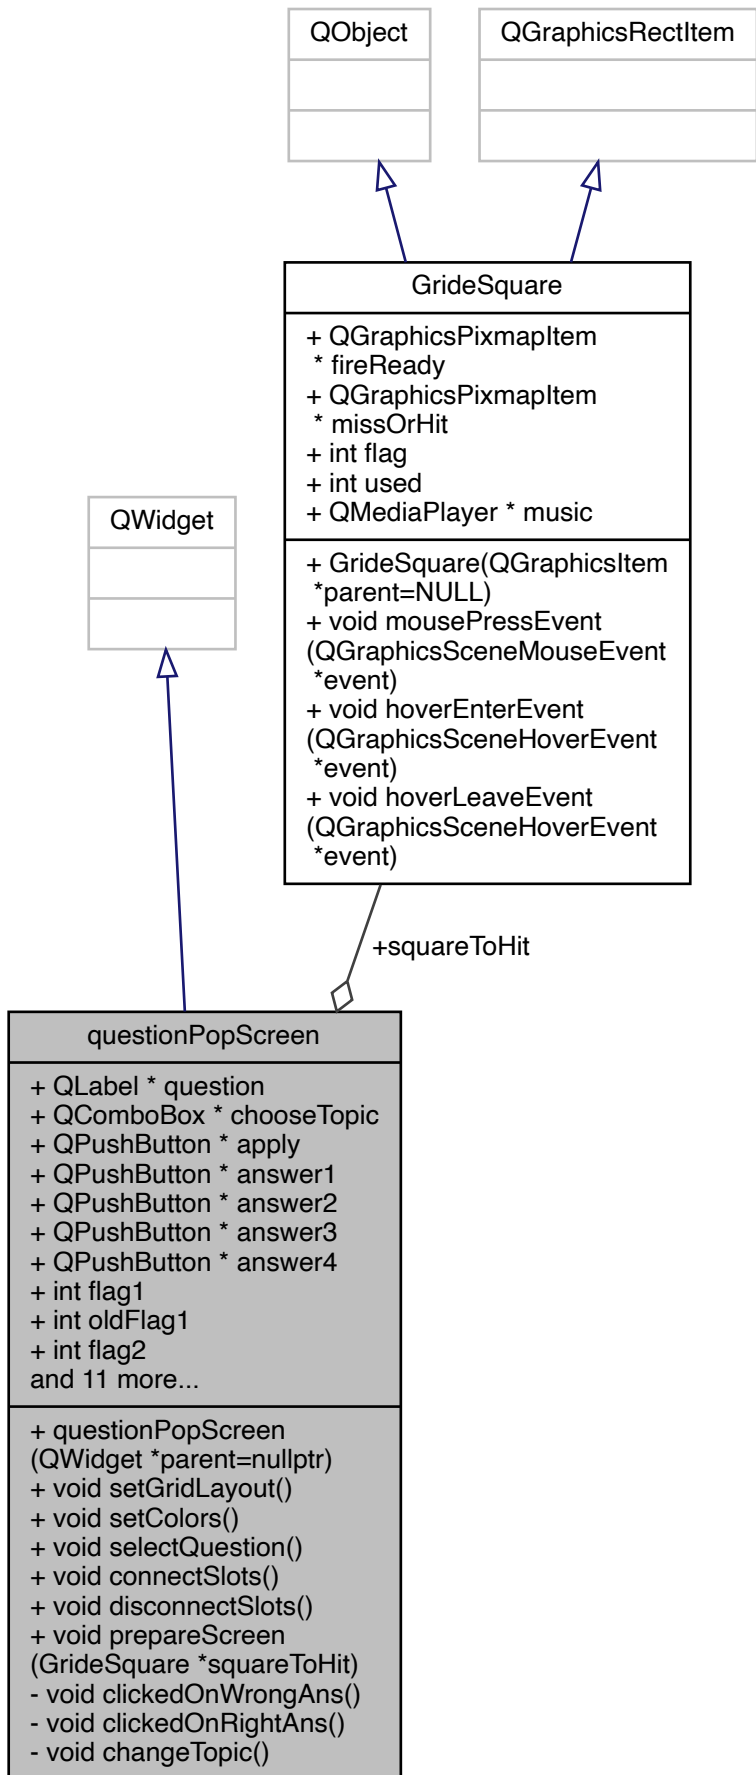 QObject
QGraphicsRectItem
GrideSquare
+ QGraphicsPixmapItem
* fireReady
+ QGraphicsPixmapItem
* missOrHit
+ int flag
+ int used
+ QMediaPlayer * music
+ GrideSquare(QGraphicsItem
*parent=NULL)
+ void mousePressEvent
(QGraphicsSceneMouseEvent
*event)
+ void hoverEnterEvent
(QGraphicsSceneHoverEvent
*event)
+ void hoverLeaveEvent
(QGraphicsSceneHoverEvent
*event)
QWidget
+squareToHit
questionPopScreen
+ QLabel * question
+ QComboBox * chooseTopic
+ QPushButton * apply
+ QPushButton * answer1
+ QPushButton * answer2
+ QPushButton * answer3
+ QPushButton * answer4
+ int flag1
+ int oldFlag1
+ int flag2
and 11 more...
+ questionPopScreen
(QWidget *parent=nullptr)
+ void setGridLayout()
+ void setColors()
+ void selectQuestion()
+ void connectSlots()
+ void disconnectSlots()
+ void prepareScreen
(GrideSquare *squareToHit)
- void clickedOnWrongAns()
- void clickedOnRightAns()
- void changeTopic()